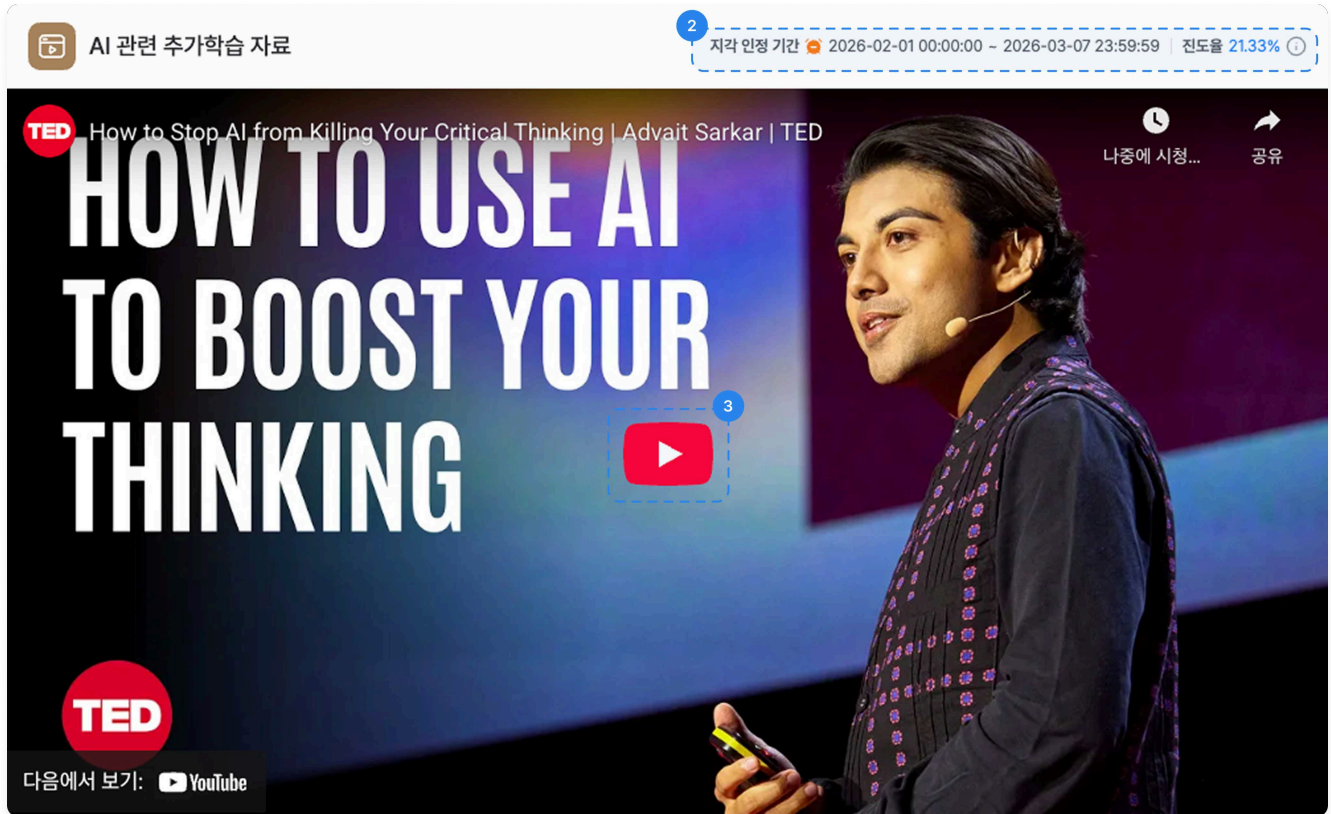 AI 관련 추가학습 자료
2
지각 인정 기간 2026-02-01 00:00:00 ~ 2026-03-07 23:59:59 진도율 21.33%
TED How to Stop AI from Killing Your Critical Thinking | Advait Sarkar | TED
나중에 시청...
공유
HOW TO USE AI
TO BOOST YOUR
THINKING
3
TED
다음에서 보기: YouTube